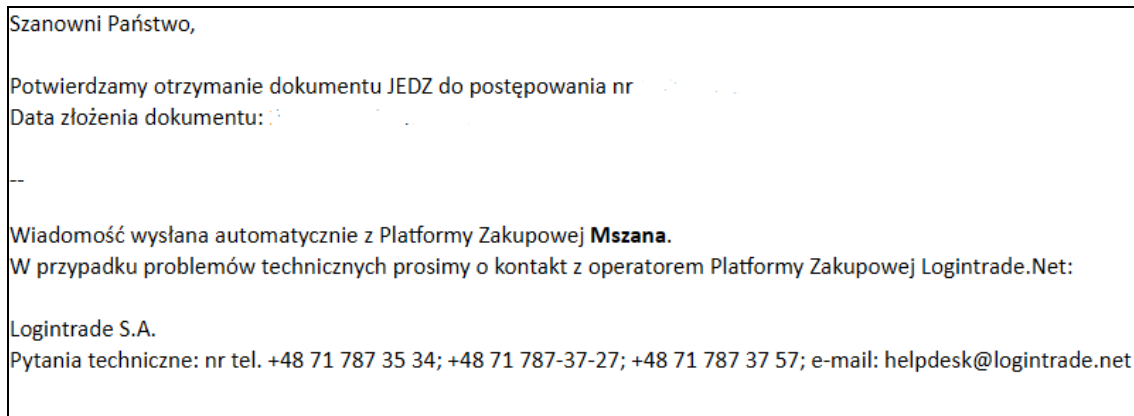 Szanowni Państwo,
Potwierdzamy otrzymanie dokumentu JEDZ do postępowania nr
Data złożenia dokumentu:
--
Wiadomość wysłana automatycznie z Platformy Zakupowej Mszana.
W przypadku problemów technicznych prosimy o kontakt z operatorem Platformy Zakupowej Logintrade.Net:
Logintrade S.A.
Pytania techniczne: nr tel. +48 71 787 35 34; +48 71 787-37-27; +48 71 787 37 57; e-mail: helpdesk@logintrade.net